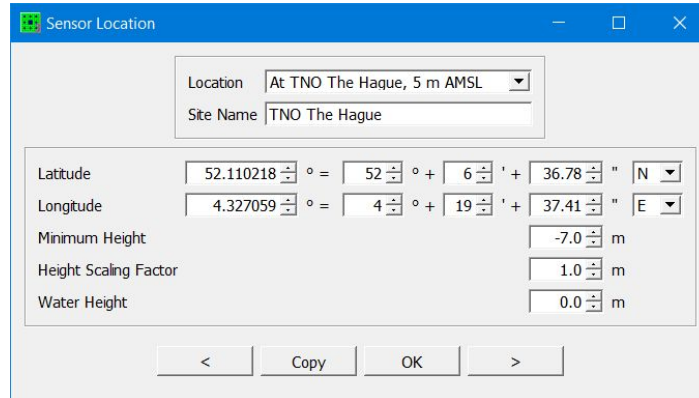 Sensor Location
Location At TNO The Hague, 5 m AMSL
Site Name TNO The Hague
Latitude 52.110218 º = 52 º + 6 ' + 36.78 " N
Longitude 4.327059 º = 4 º + 19 ' + 37.41 " E
Minimum Height -7.0 m
Height Scaling Factor 1.0 m
Water Height 0.0 m
< Copy OK >